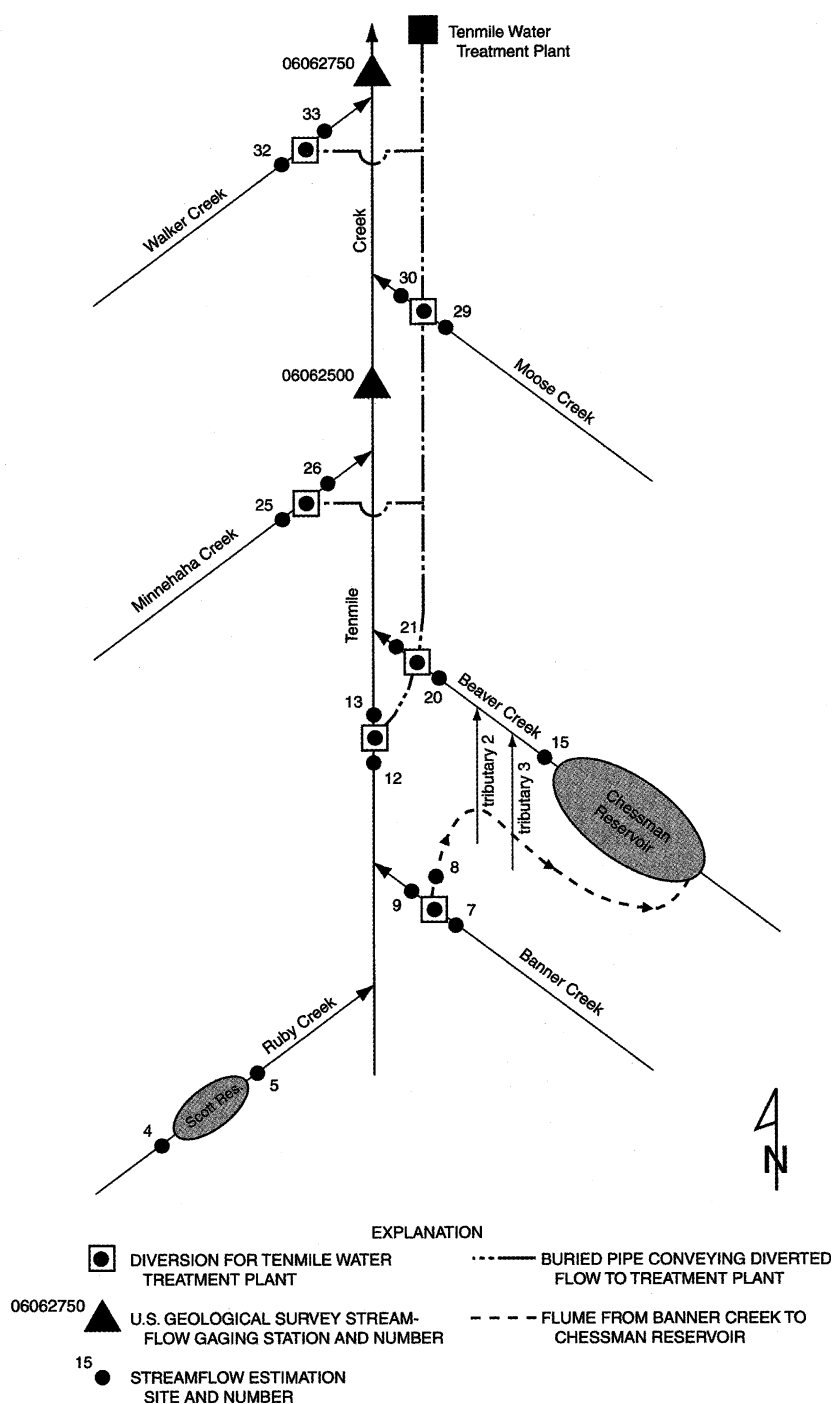 Tenmile Water
Treatment Plant
06062750
33
32
Walker Creek
Creek
30
29
Moose Creek
06062500
26
25
Minnehaha Creek
Tenmile
21
20
Beaver Creek
13
12
15
tributary 2
tributary 3
Chessman
Reservoir
8
9
7
Banner Creek
Ruby Creek
5
Scott Res.
4
N
EXPLANATION
DIVERSION FOR TENMILE WATER
TREATMENT PLANT
BURIED PIPE CONVEYING DIVERTED
FLOW TO TREATMENT PLANT
06062750
U.S. GEOLOGICAL SURVEY STREAM-
FLOW GAGING STATION AND NUMBER
FLUME FROM BANNER CREEK TO
CHESSMAN RESERVOIR
15
STREAMFLOW ESTIMATION
SITE AND NUMBER